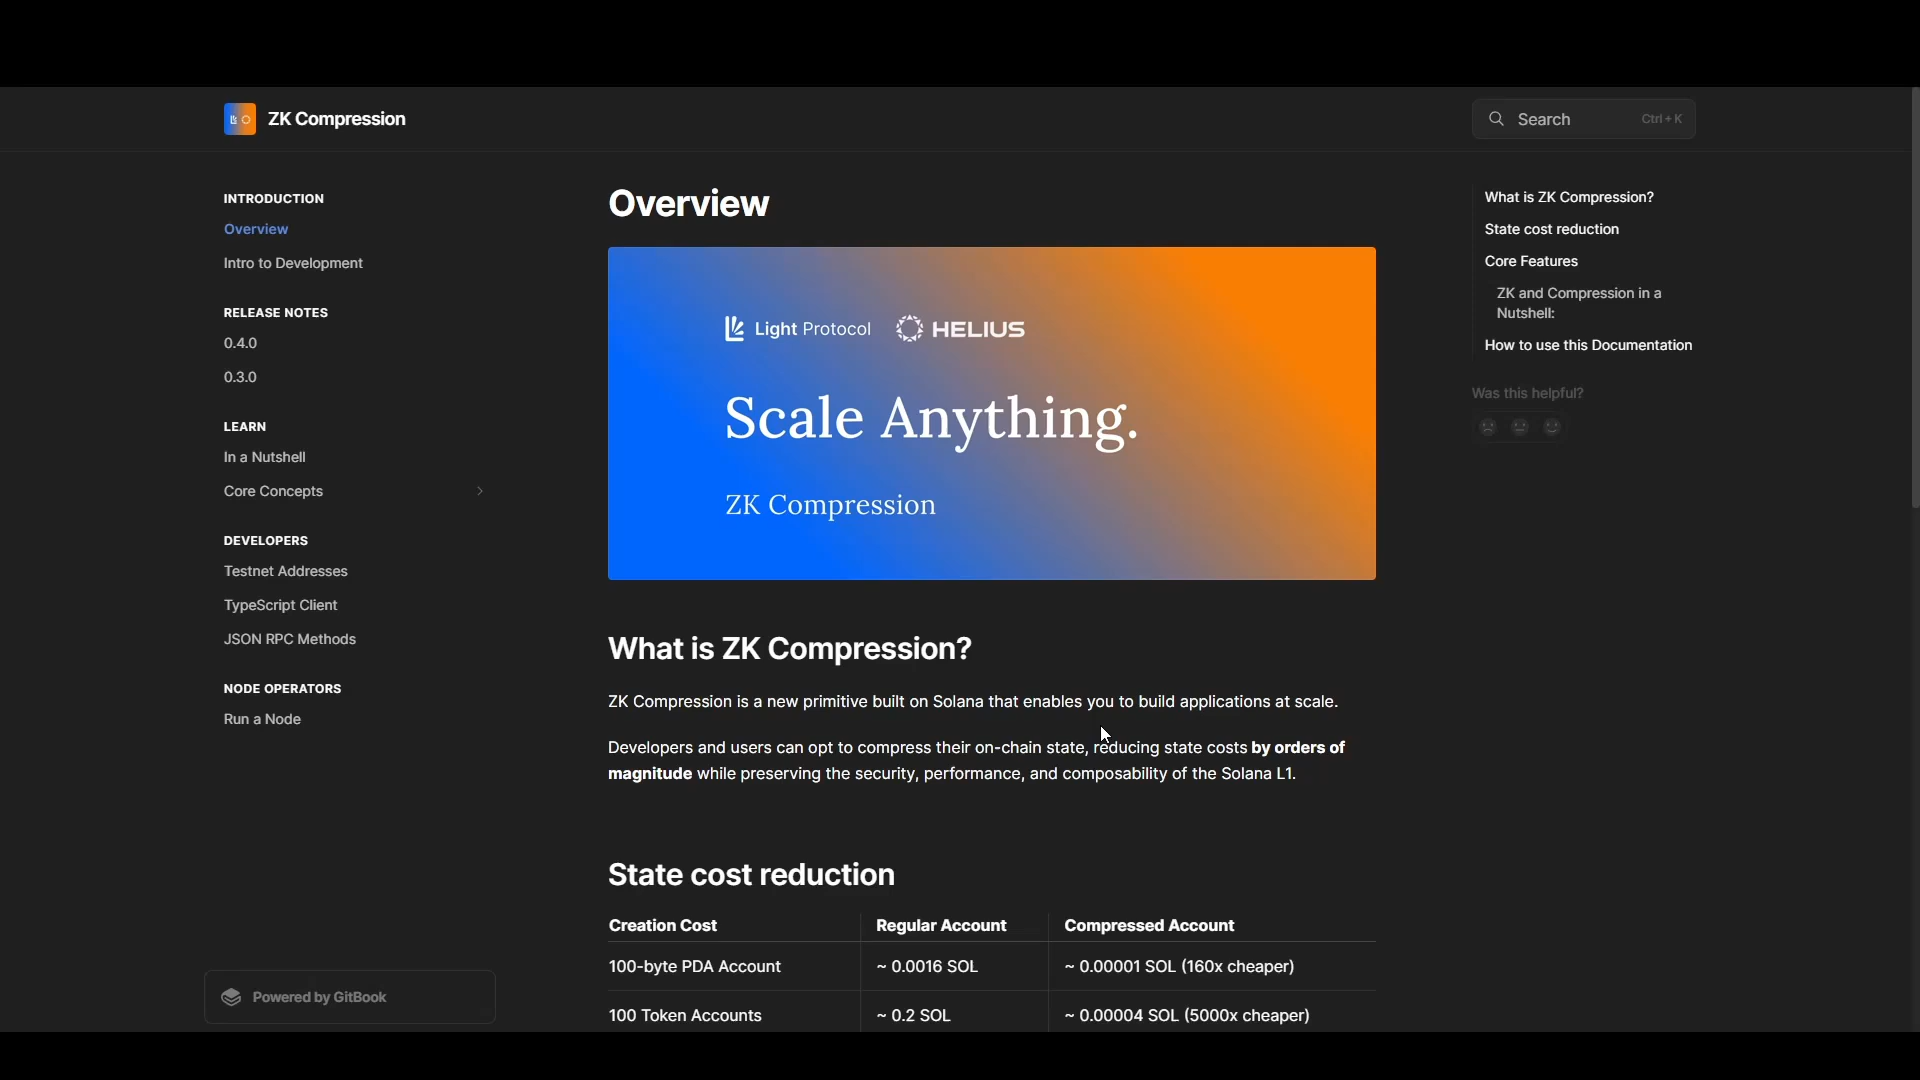 ZK Compression
Search
Ctrl + K
INTRODUCTION
Overview
Intro to Development
RELEASE NOTES
0.4.0
0.3.0
LEARN
In a Nutshell
Core Concepts
DEVELOPERS
Testnet Addresses
TypeScript Client
JSON RPC Methods
NODE OPERATORS
Run a Node
Powered by GitBook
Overview
Light Protocol HELIUS
Scale Anything.
ZK Compression
What is ZK Compression?
ZK Compression is a new primitive built on Solana that enables you to build applications at scale.
Developers and users can opt to compress their on-chain state, reducing state costs by orders of
magnitude while preserving the security, performance, and composability of the Solana L1.
State cost reduction
Creation Cost Regular Account Compressed Account
100-byte PDA Account ~ 0.0016 SOL ~ 0.00001 SOL (160x cheaper)
100 Token Accounts ~ 0.2 SOL ~ 0.00004 SOL (5000x cheaper)
What is ZK Compression?
State cost reduction
Core Features
ZK and Compression in a
Nutshell:
How to use this Documentation
Was this helpful?